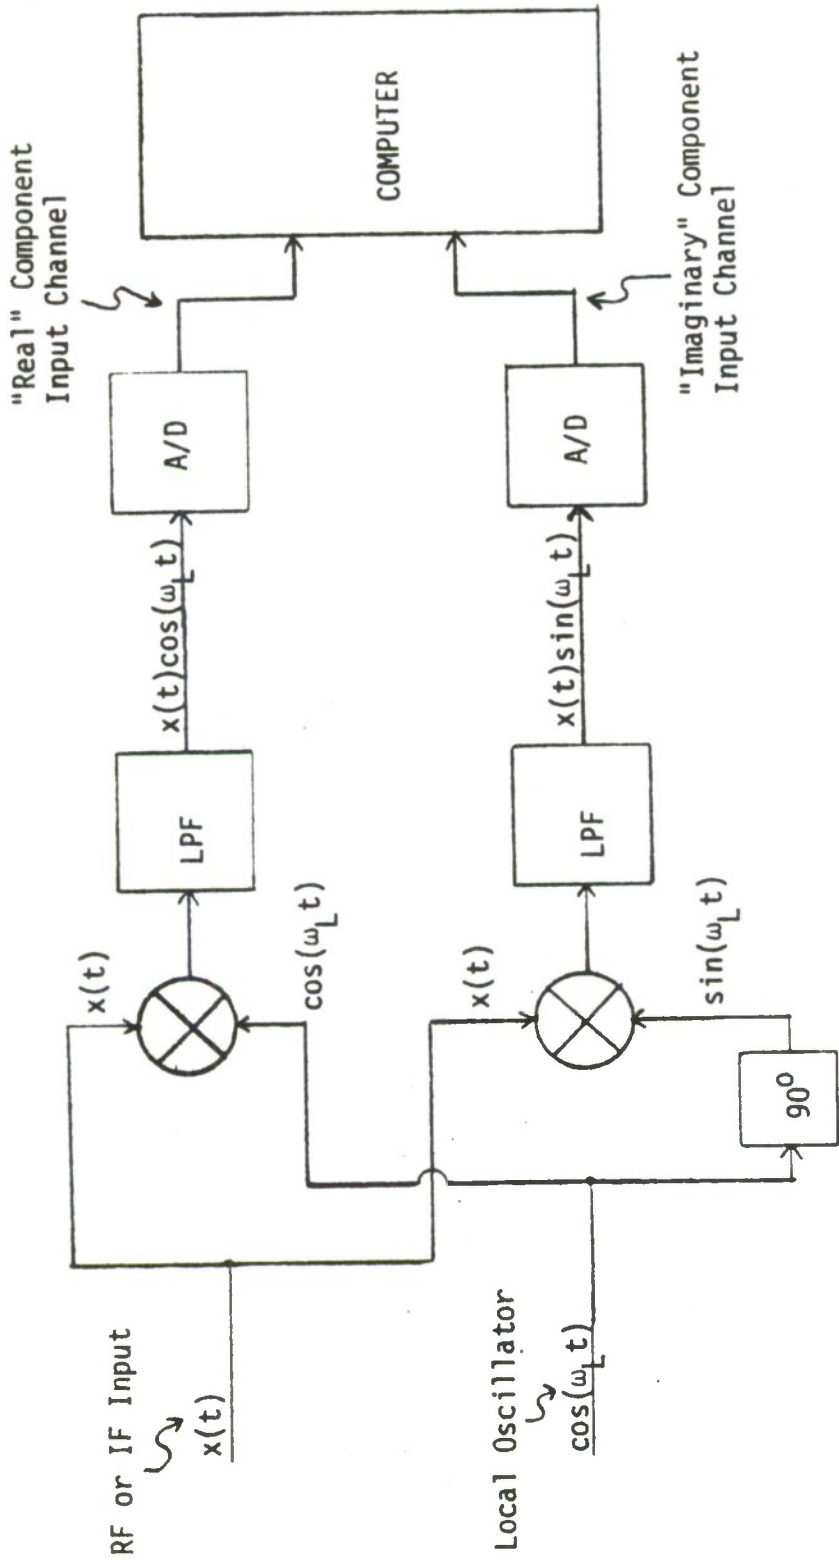 RF or IF Input
x(t)
Local Oscillator
cos(ω_L t)
x(t)
cos(ω_L t)
x(t)
sin(ω_L t)
90⁰
LPF
LPF
x(t)cos(ω_L t)
x(t)sin(ω_L t)
A/D
A/D
"Real" Component
Input Channel
"Imaginary" Component
Input Channel
COMPUTER